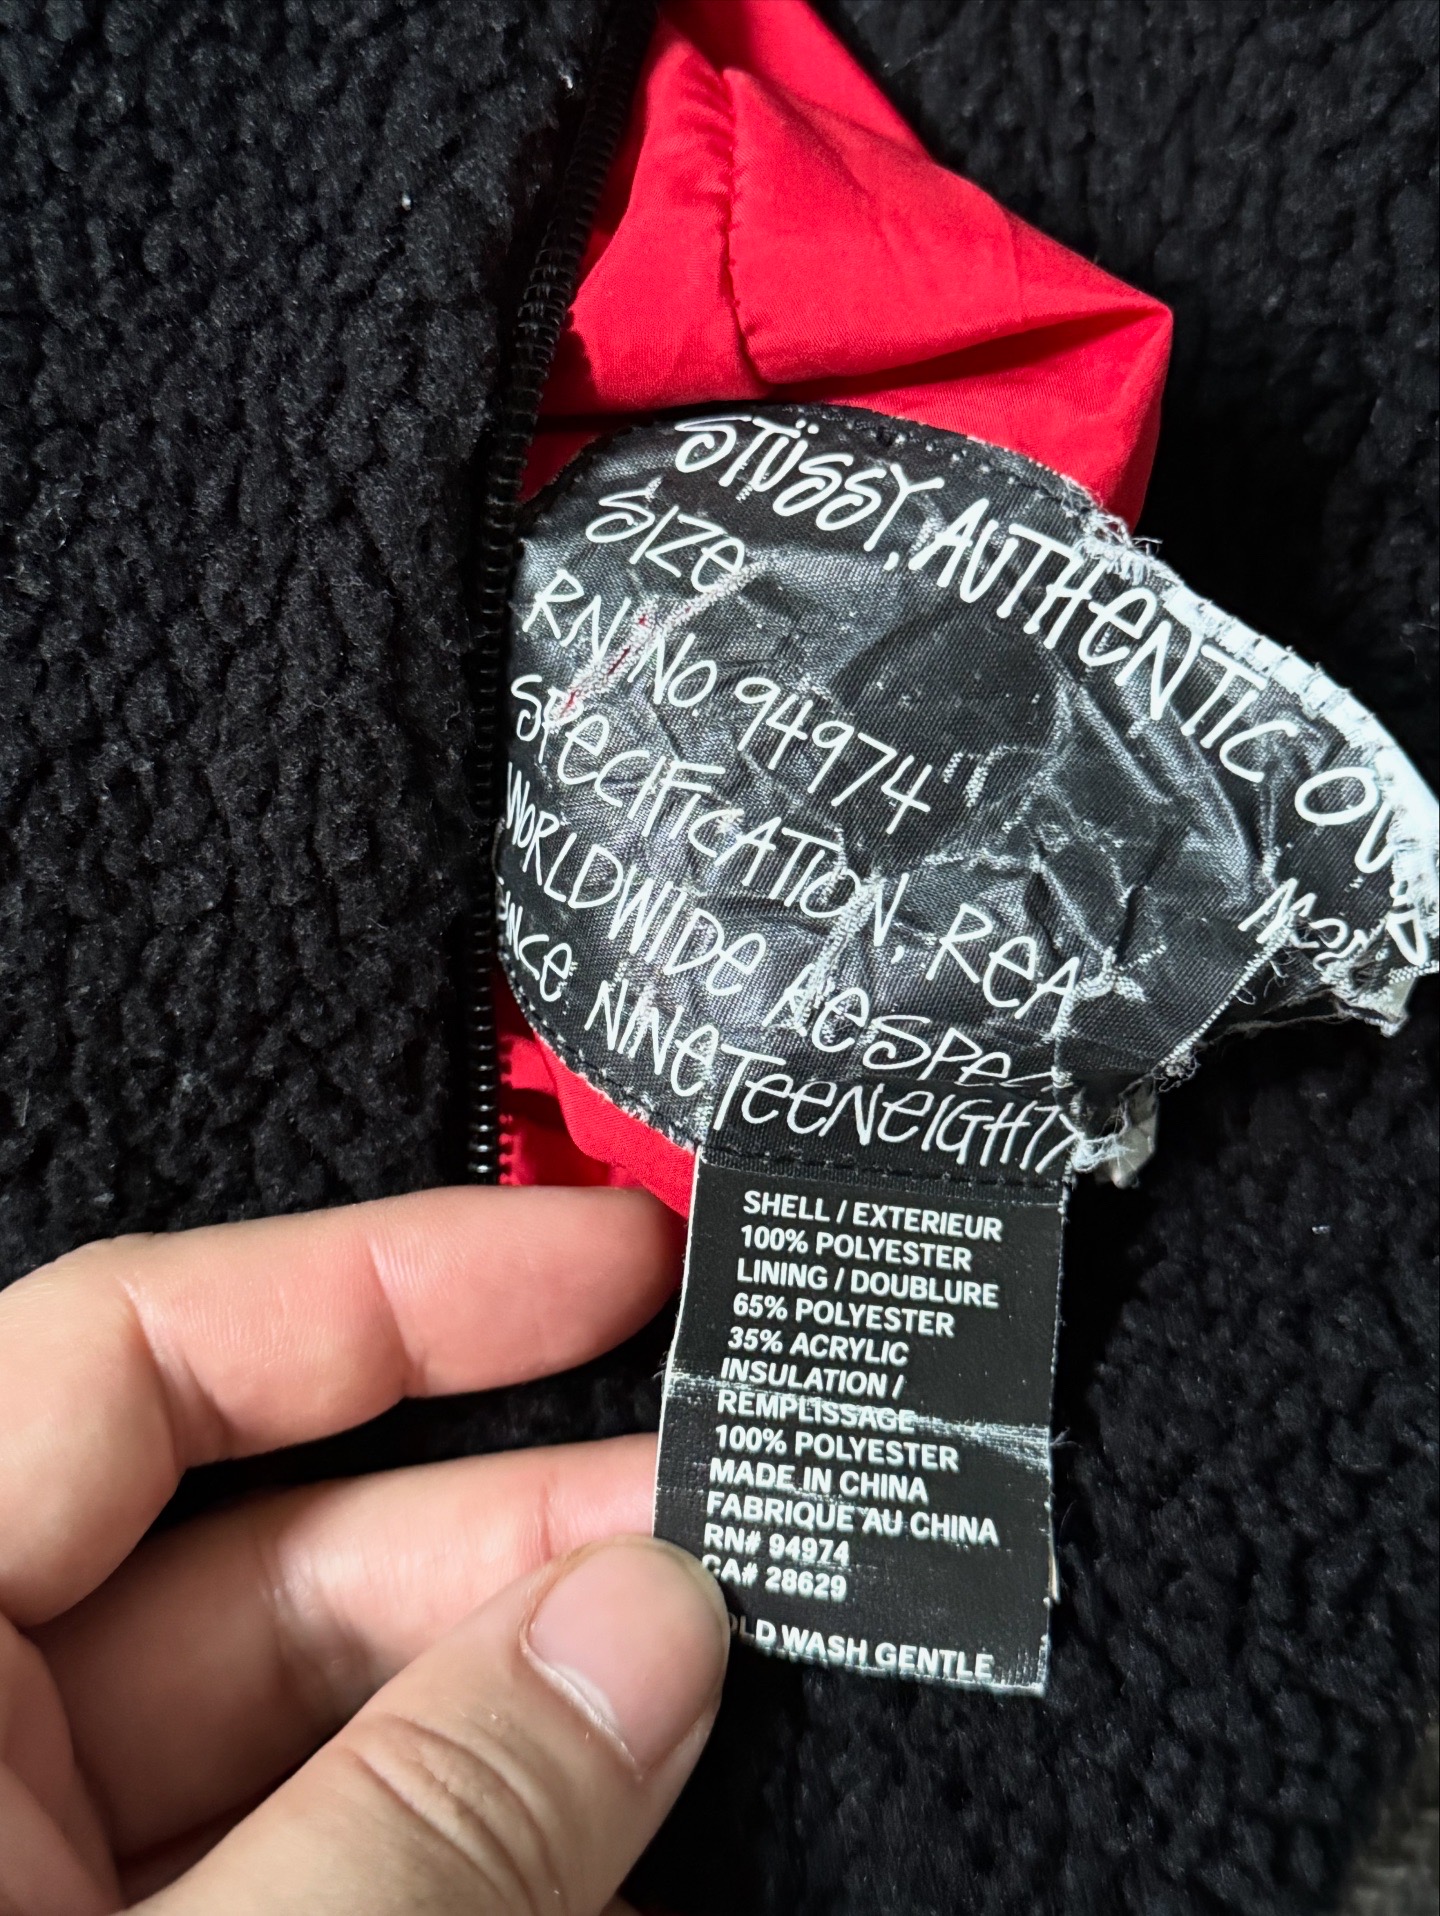 STÜSSY, AUTHENTIC
SIZE
RN NO. 94974
SPECIFICATION, REA
WORLDWIDE RESPE
SINCE NINETEENEIGHTY
SHELL / EXTERIEUR
100% POLYESTER
LINING / DOUBLURE
65% POLYESTER
35% ACRYLIC
INSULATION /
REMPLISSAGE
100% POLYESTER
MADE IN CHINA
FABRIQUE AU CHINA
RN# 94974
CA# 28629
OLD WASH GENTLE